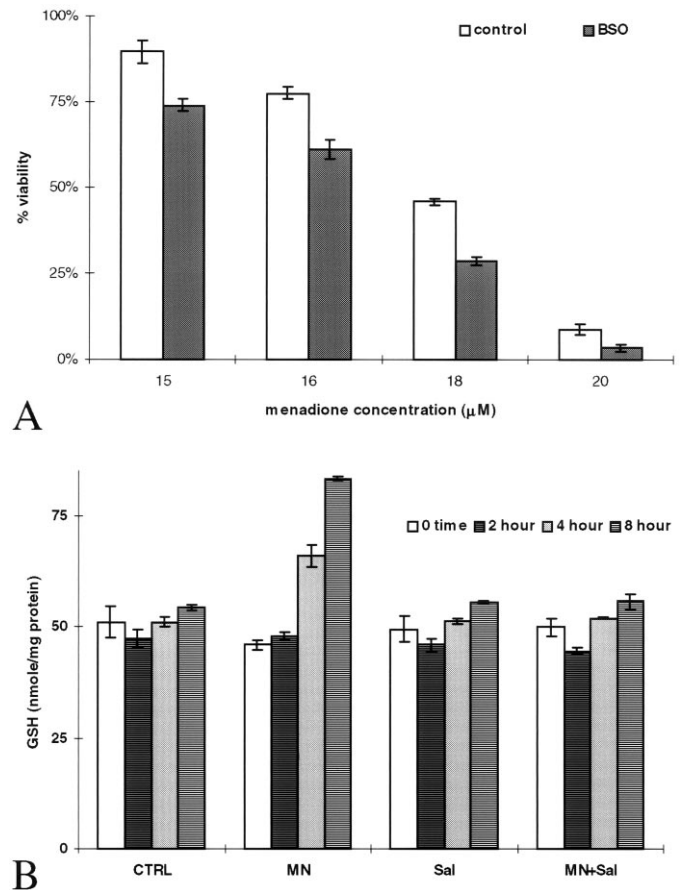 100%
control BSO
75%
50%
25%
0%
% viability
15 16 18 20
menadione concentration (µM)
A
75
0 time 2 hour 4 hour 8 hour
50
25
0
GSH (nmole/mg protein)
CTRL MN Sal MN+Sal
B